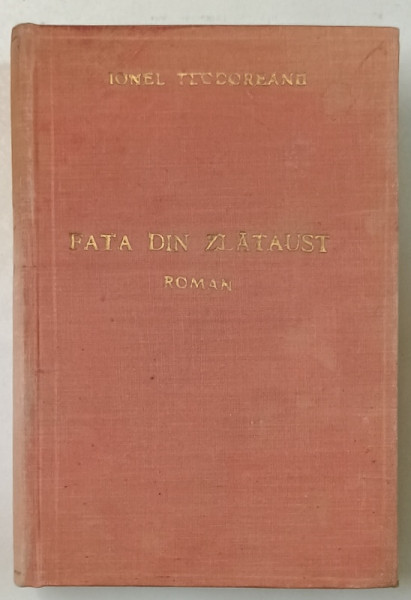 IONEL TEODOREANU
FATA DIN ZLĂTAUST
ROMAN